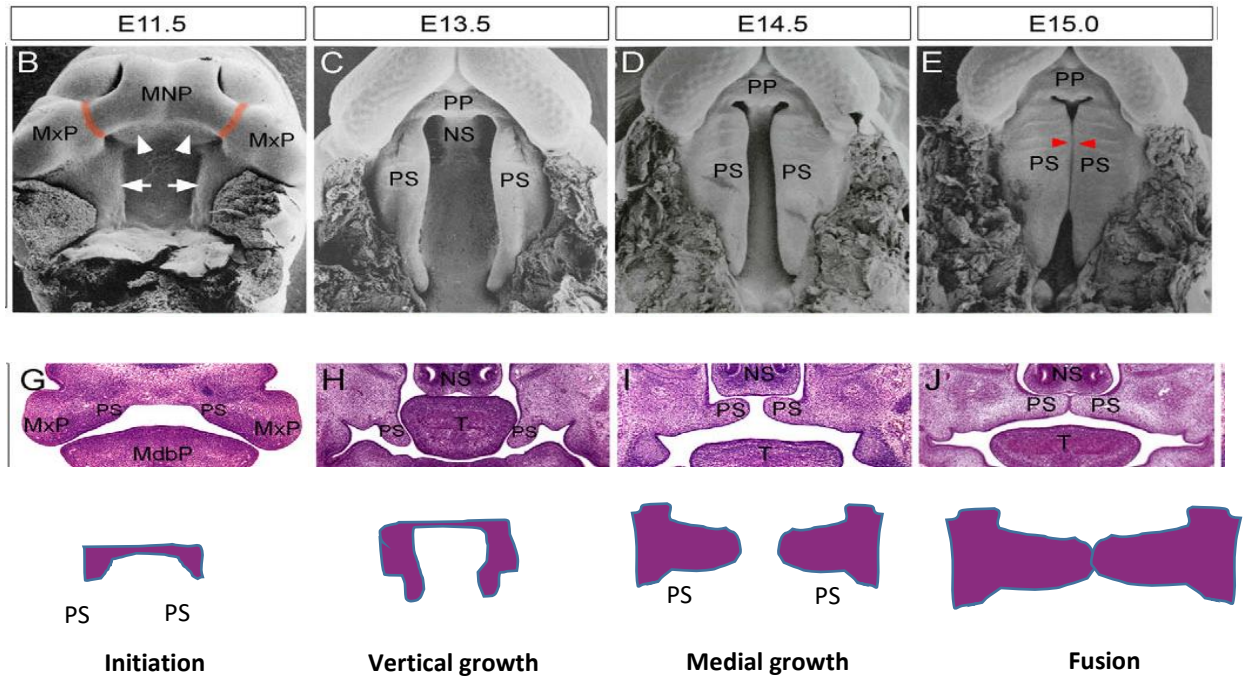 E11.5 E13.5 E14.5 E15.0
B C D E
MNP PP PP PP
MxP MxP NS
PS PS PS PS PS PS
G H I J
NS NS NS
PS PS PS PS PS PS PS PS
MxP MxP T T T
MdbP
PS PS PS PS
Initiation Vertical growth Medial growth Fusion